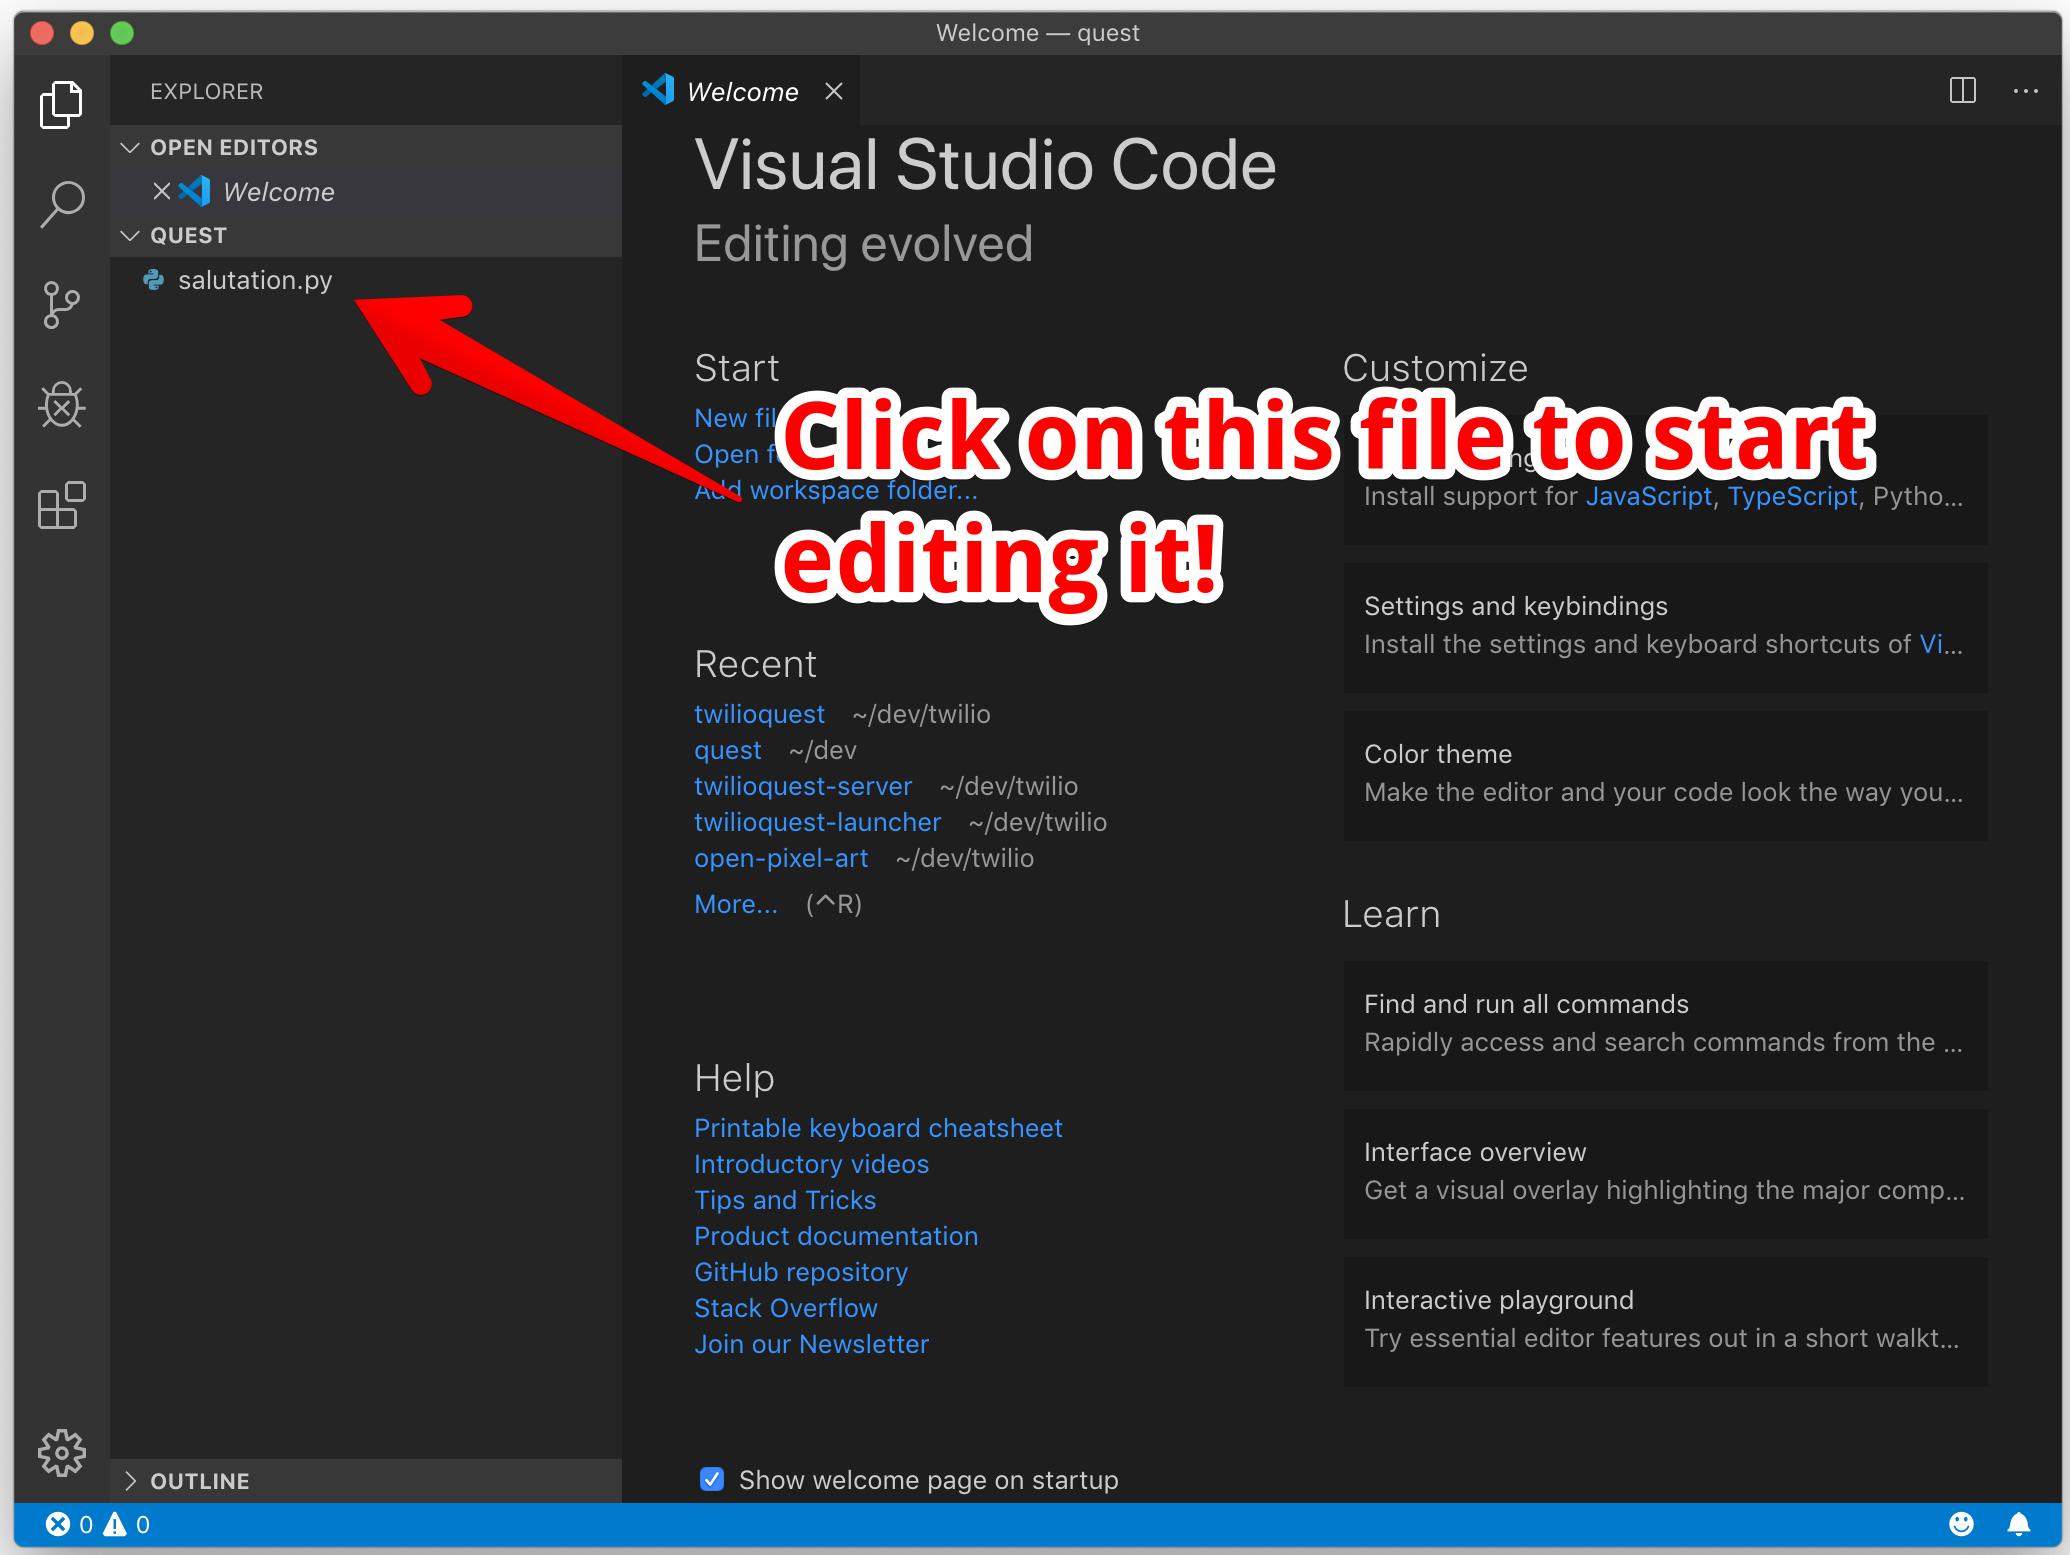 Welcome — quest
EXPLORER
OPEN EDITORS
Welcome
QUEST
salutation.py
OUTLINE
Welcome
Visual Studio Code
Editing evolved
Start
New fil
Open f
Add workspace folder...
Click on this file to start
editing it!
Recent
twilioquest ~/dev/twilio
quest ~/dev
twilioquest-server ~/dev/twilio
twilioquest-launcher ~/dev/twilio
open-pixel-art ~/dev/twilio
More... (^R)
Help
Printable keyboard cheatsheet
Introductory videos
Tips and Tricks
Product documentation
GitHub repository
Stack Overflow
Join our Newsletter
Show welcome page on startup
Customize
Install support for JavaScript, TypeScript, Pytho...
Settings and keybindings
Install the settings and keyboard shortcuts of Vi...
Color theme
Make the editor and your code look the way you...
Learn
Find and run all commands
Rapidly access and search commands from the ...
Interface overview
Get a visual overlay highlighting the major comp...
Interactive playground
Try essential editor features out in a short walkt...
0 0